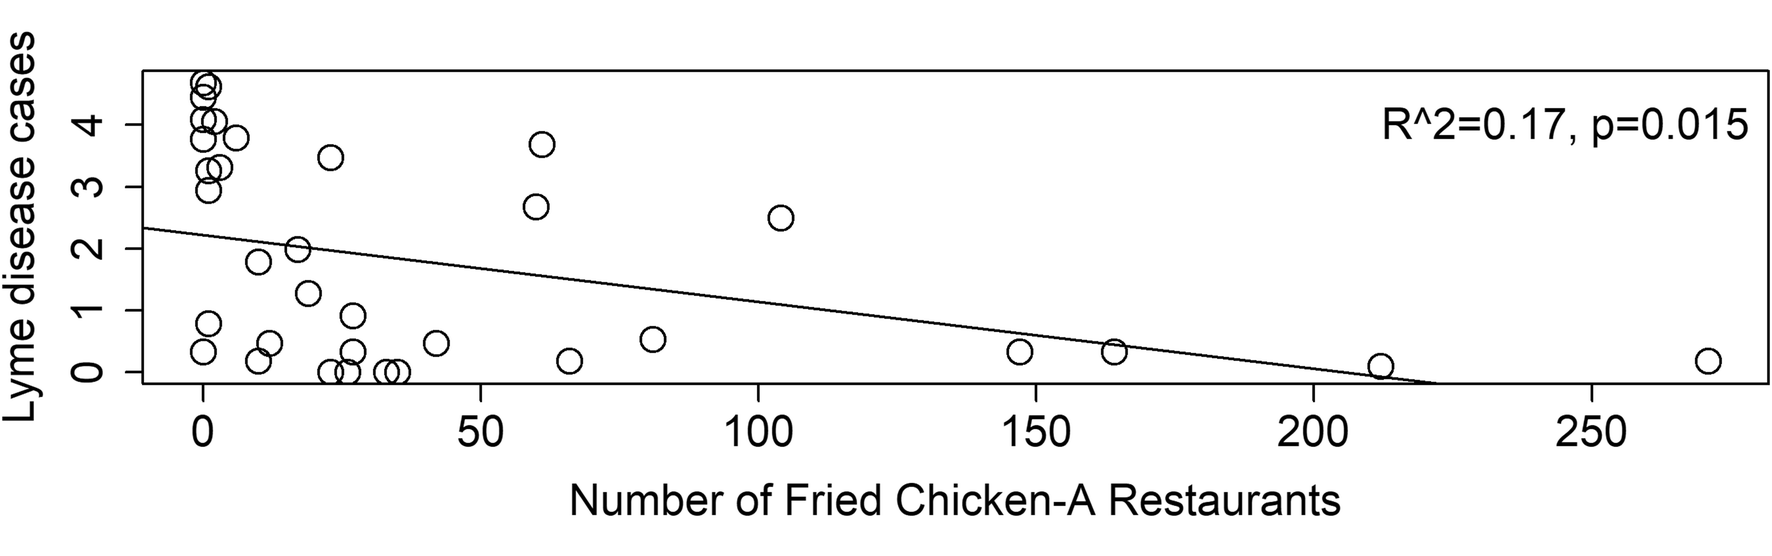 Lyme disease cases
4
3
2
1
0
R^2=0.17, p=0.015
0 50 100 150 200 250
Number of Fried Chicken-A Restaurants